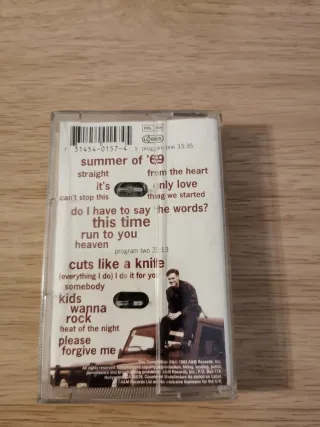 7 31454-0157-4
program one 33:35
summer of '69
straight from the heart
it's only love
can't stop this thing we started
do I have to say the words?
this time
run to you
heaven
program two
cuts like a knife
(everything I do) I do it for you
somebody
kids
wanna
rock
heat of the night
please
forgive me